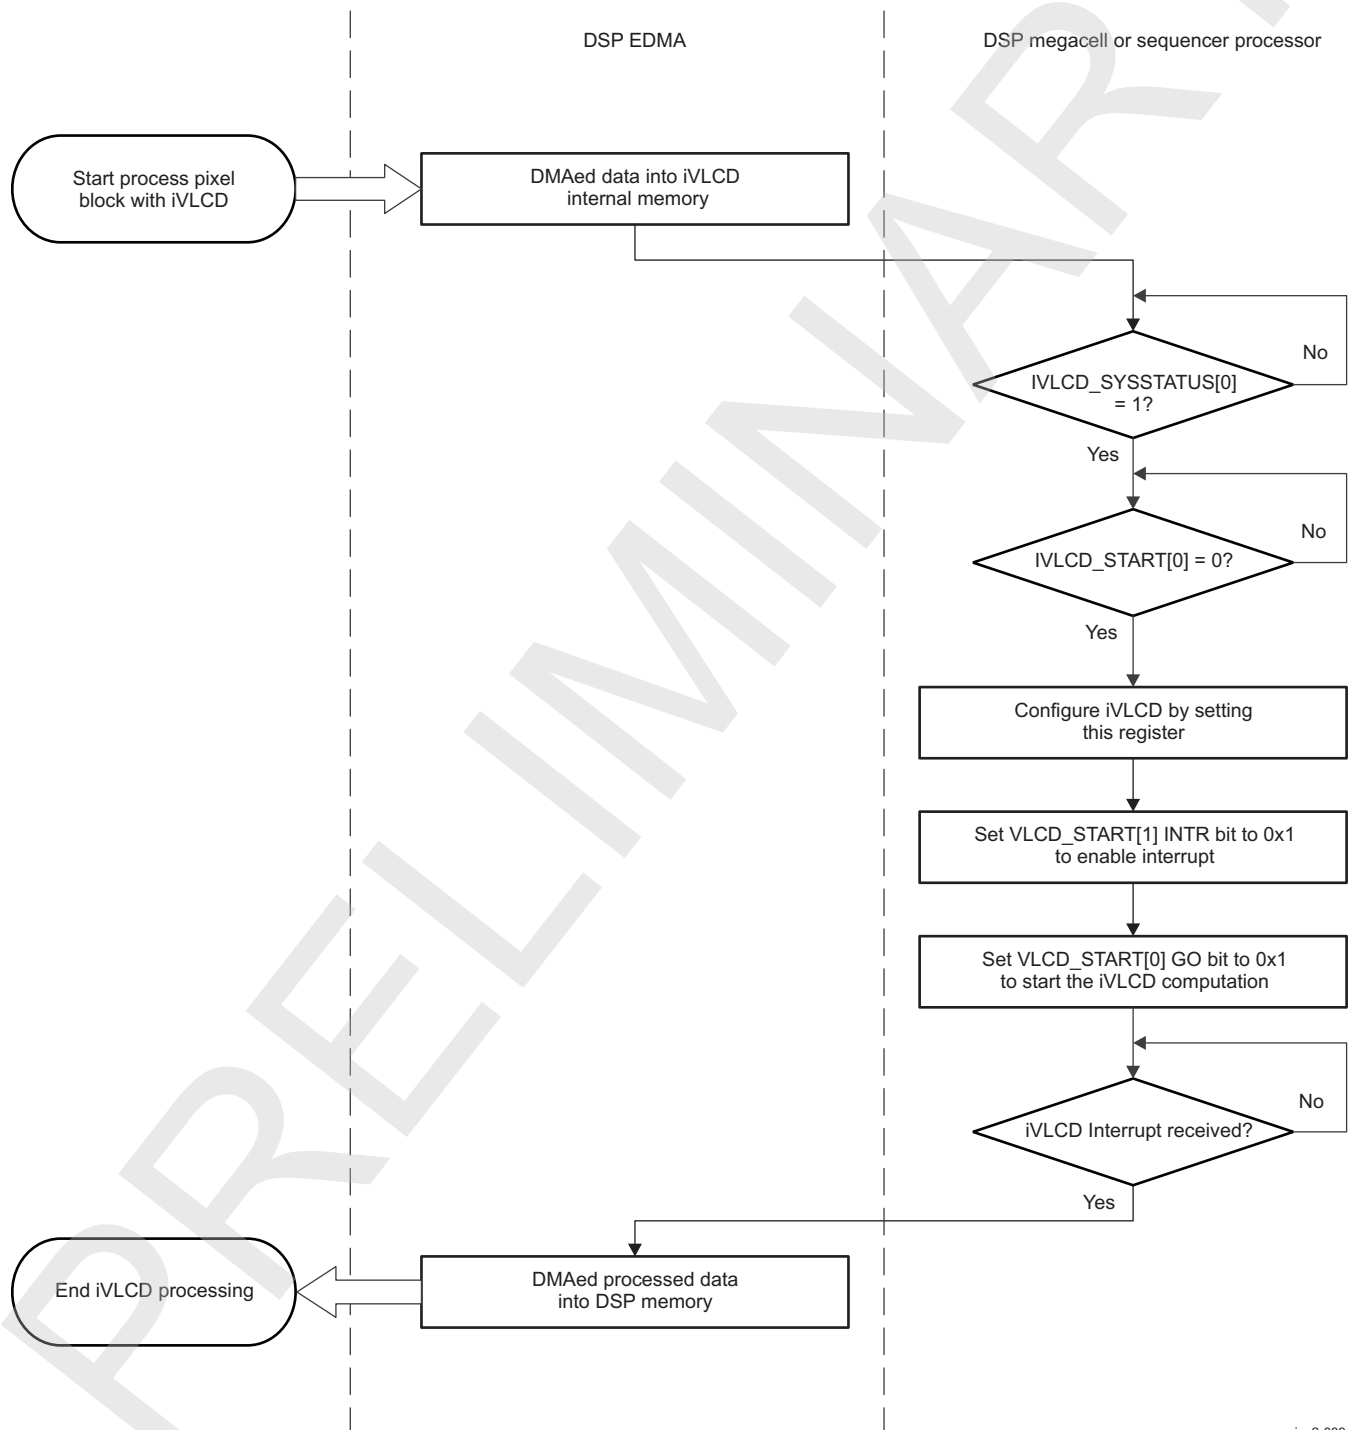 DSP EDMA
DSP megacell or sequencer processor
Start process pixel
block with iVLCD
DMAed data into iVLCD
internal memory
No
IVLCD_SYSSTATUS[0]
= 1?
Yes
No
IVLCD_START[0] = 0?
Yes
Configure iVLCD by setting
this register
Set VLCD_START[1] INTR bit to 0x1
to enable interrupt
Set VLCD_START[0] GO bit to 0x1
to start the iVLCD computation
No
iVLCD Interrupt received?
Yes
End iVLCD processing
DMAed processed data
into DSP memory
PRELIMINAR